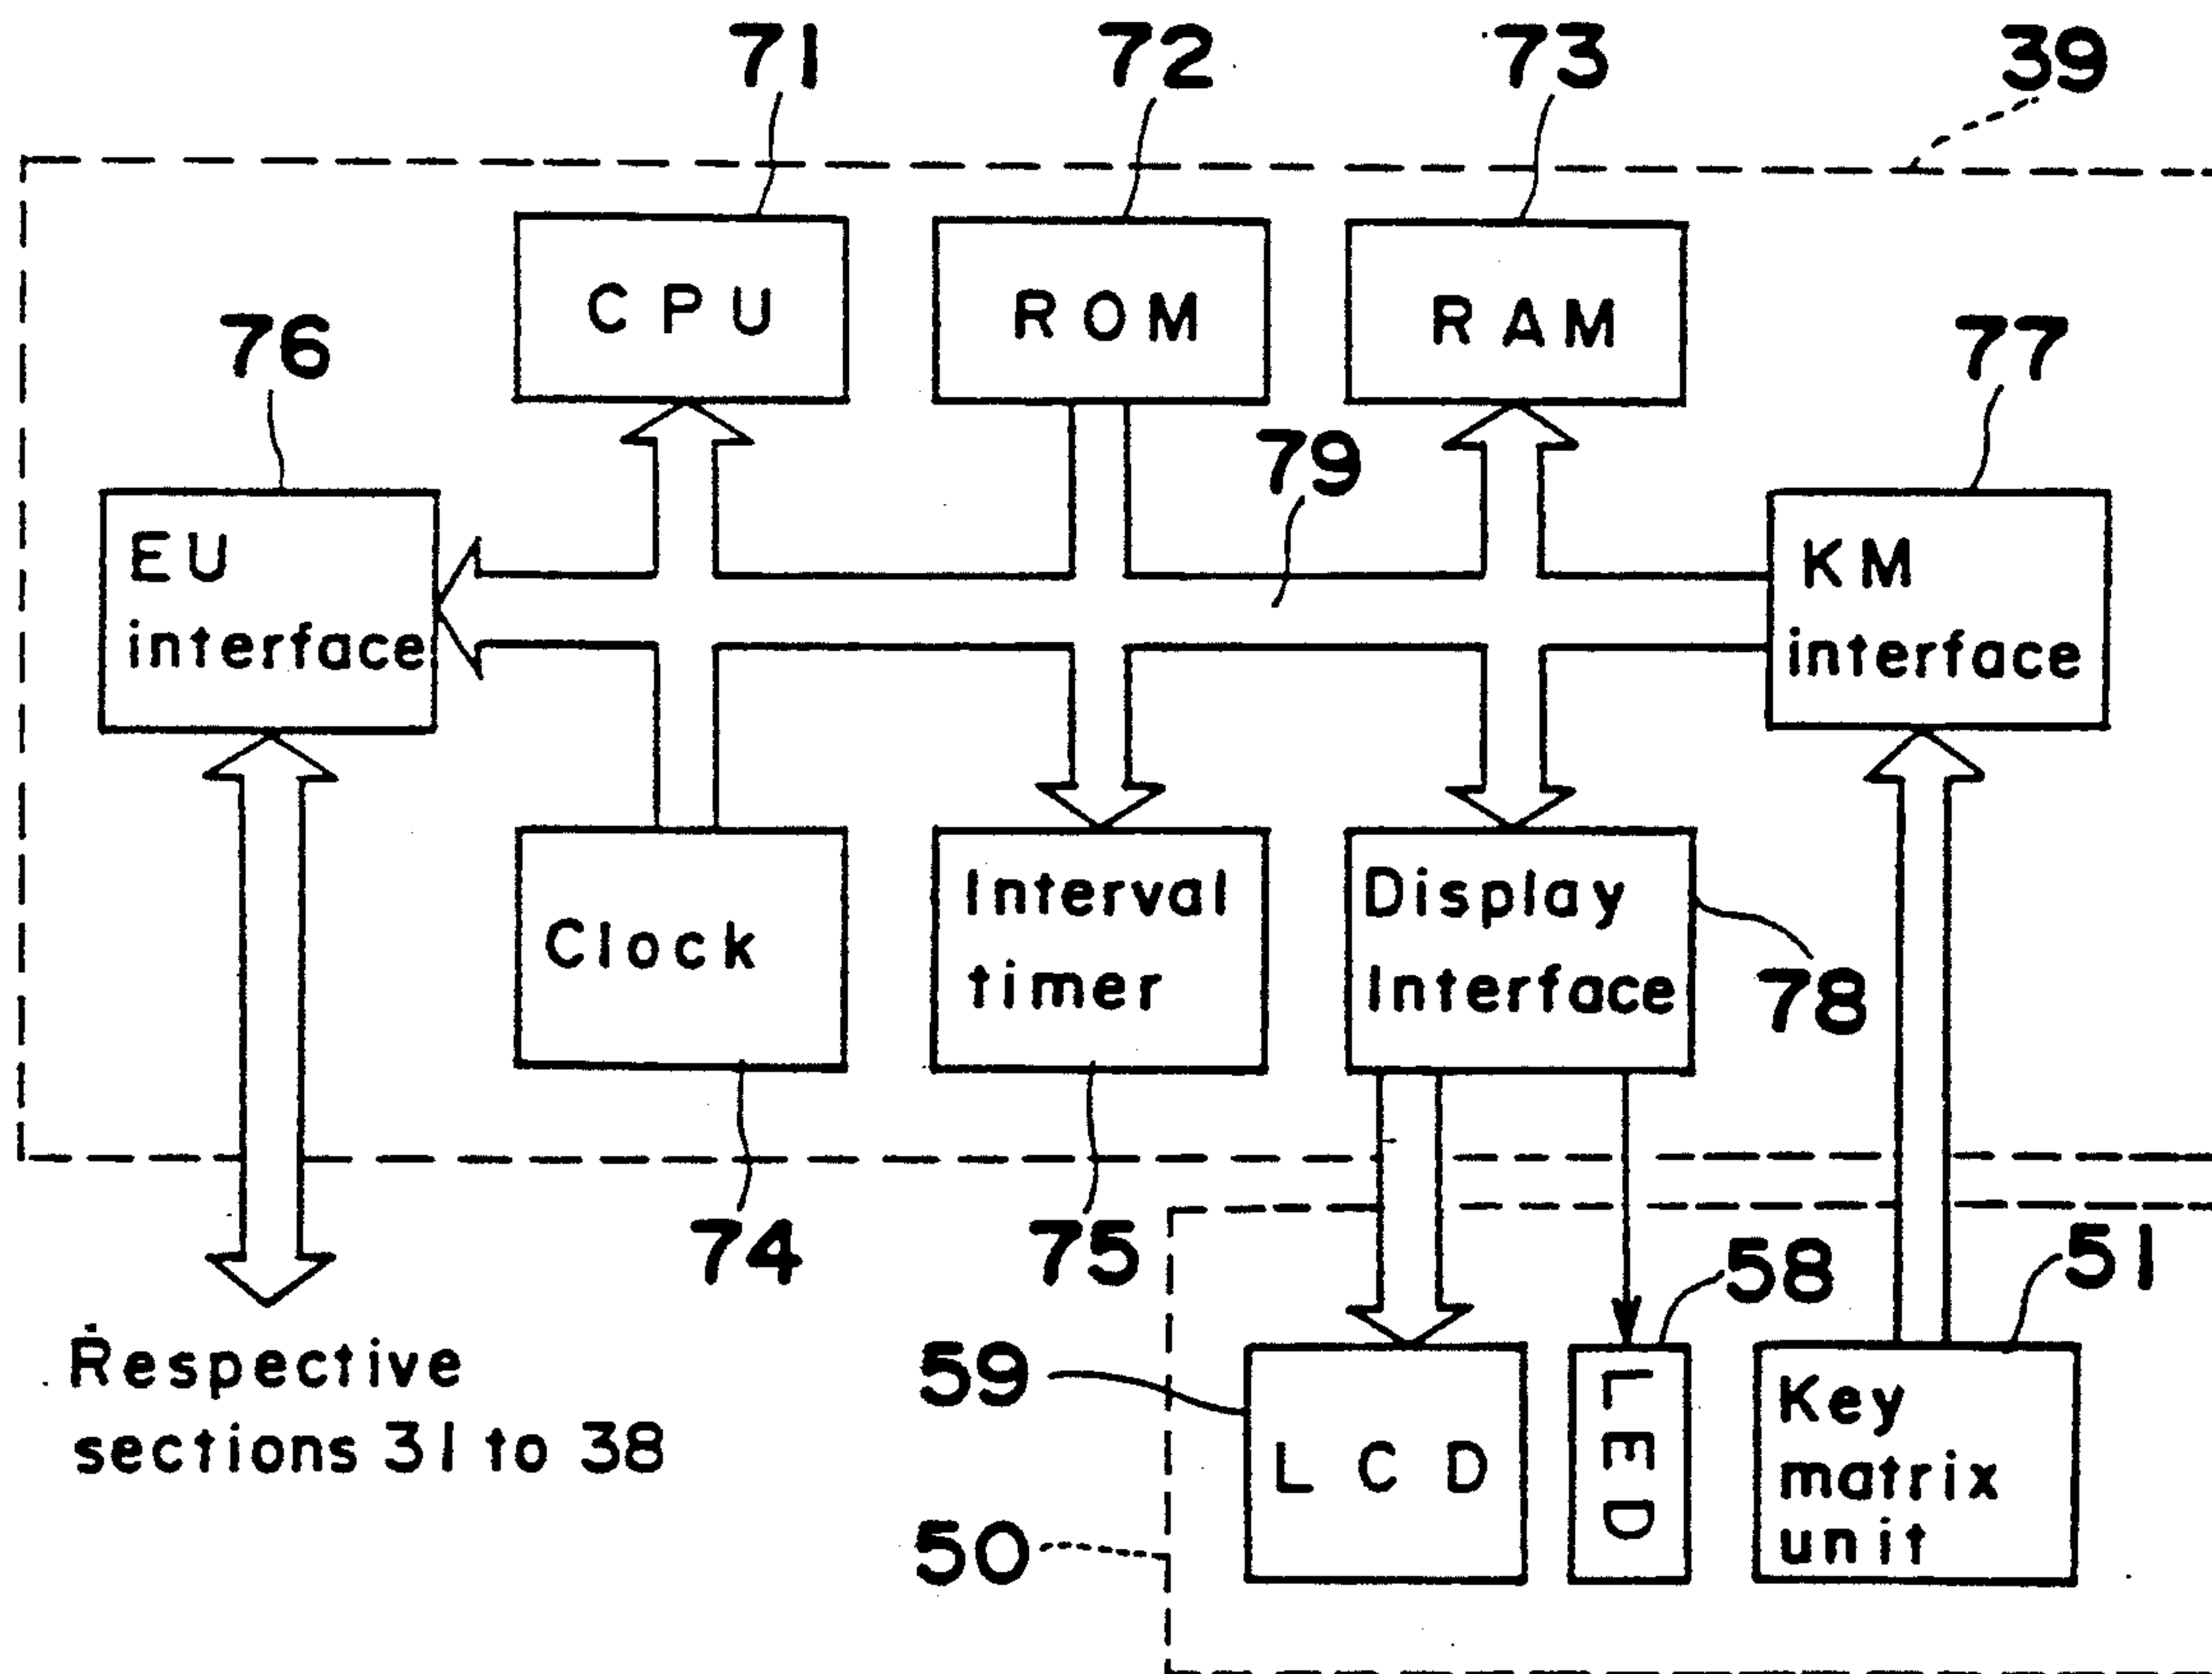 71
72
73
39
CPU
ROM
RAM
76
77
79
EU
interface
KM
interface
Clock
Interval
timer
Display
Interface
78
74
75
58
51
Respective
sections 31 to 38
59
LCD
LED
Key
matrix
unit
50